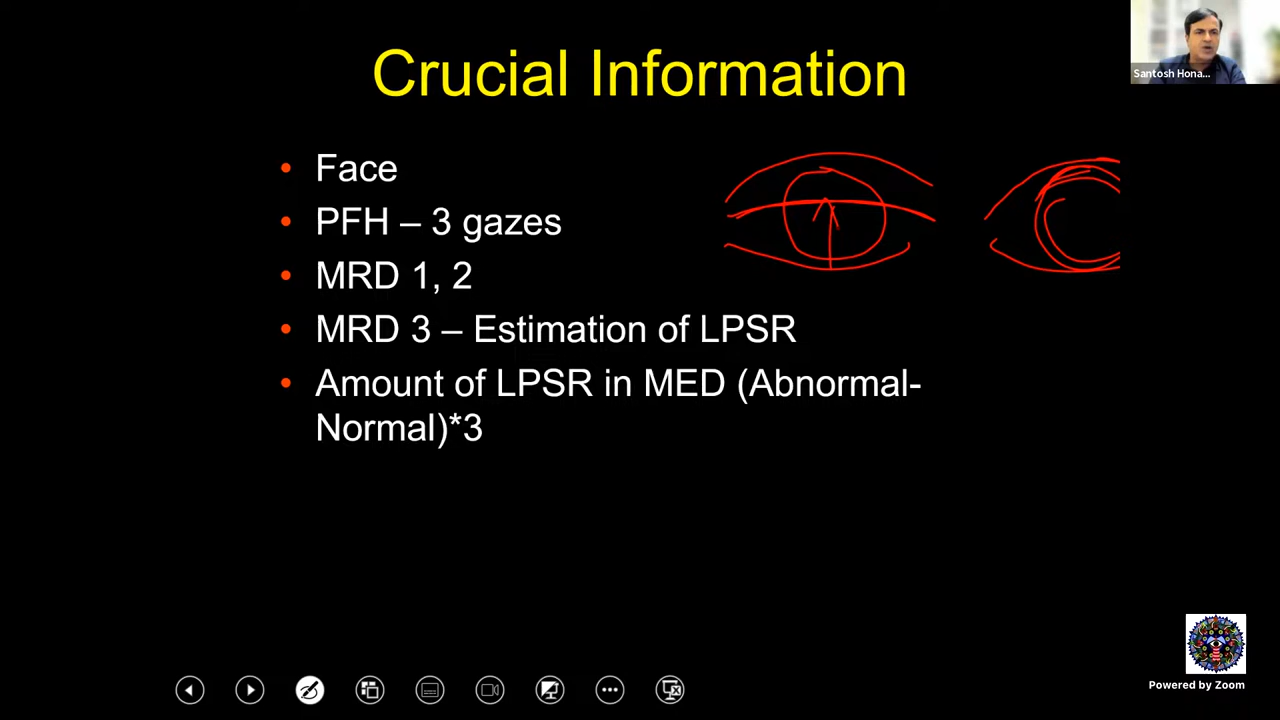 Santosh Hona...
Crucial Information
• Face
• PFH – 3 gazes
• MRD 1, 2
• MRD 3 – Estimation of LPSR
• Amount of LPSR in MED (Abnormal-
Normal)*3
Powered by Zoom